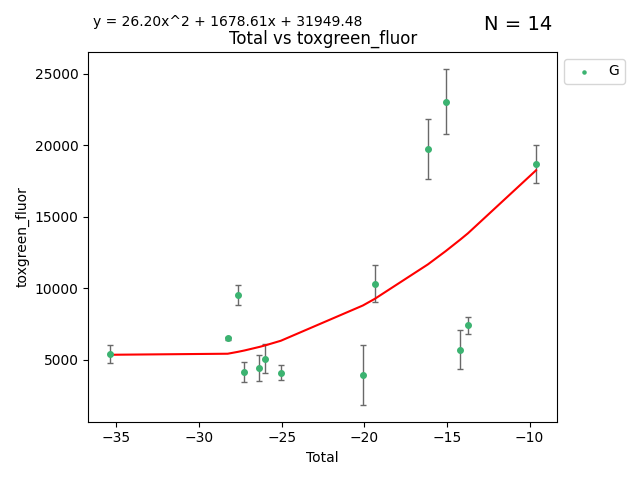 y = 26.20x^2 + 1678.61x + 31949.48
N = 14
Total vs toxgreen_fluor
G
25000
20000
15000
10000
5000
toxgreen_fluor
−35
−30
−25
−20
−15
−10
Total